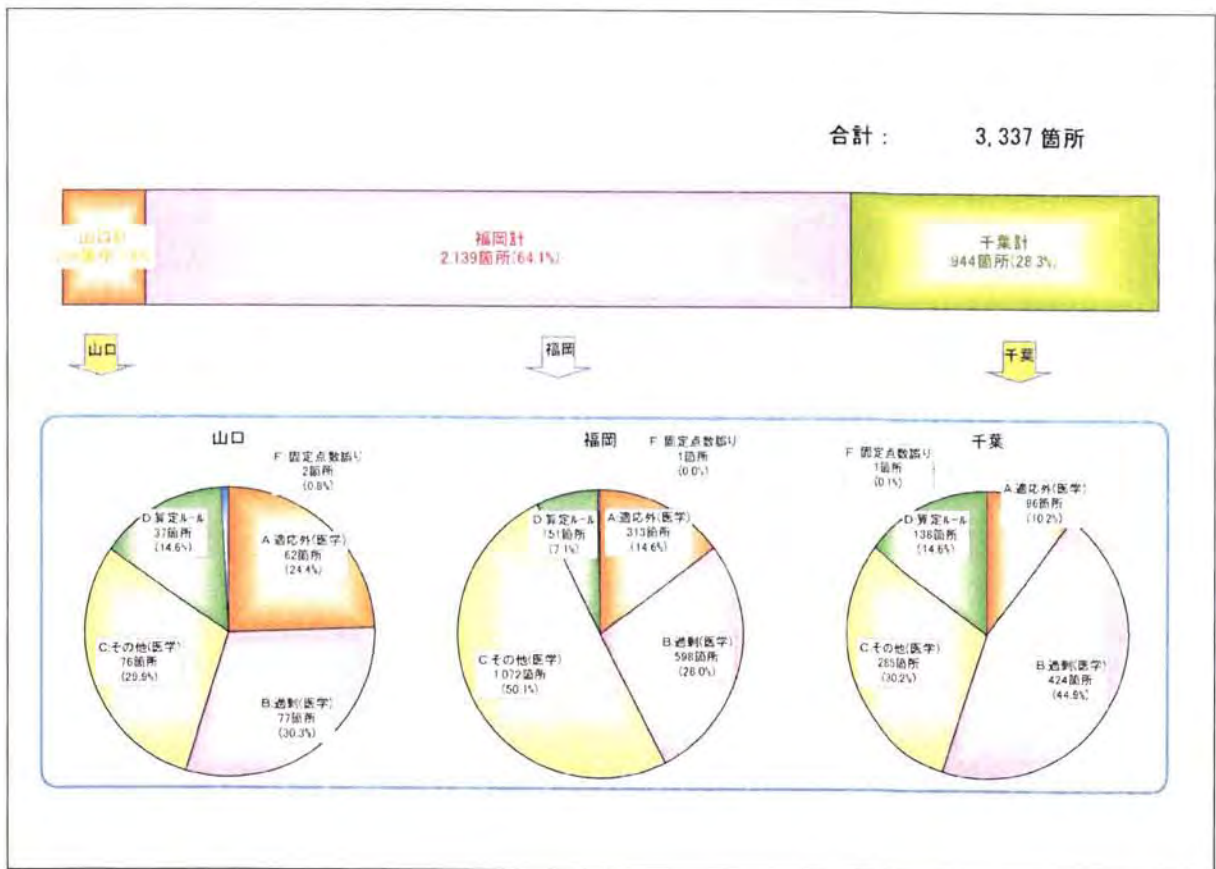 合計： 3,337 箇所
山口計
福岡計
2,139箇所(64.1%)
千葉計
944箇所(28.3%)
山口
福岡
千葉
山口
F:固定点数誤り
2箇所
(0.8%)
D.算定ルール
37箇所
(14.6%)
A:適応外(医学)
62箇所
(24.4%)
C:その他(医学)
76箇所
(29.9%)
B.過剰(医学)
77箇所
(30.3%)
福岡
F 固定点数誤り
1箇所
(0.0%)
D.算定ルール
151箇所
(7.1%)
A:適応外(医学)
313箇所
(14.6%)
C:その他(医学)
1,072箇所
(50.1%)
B:過剰(医学)
598箇所
(28.0%)
千葉
F 固定点数誤り
1箇所
(0.1%)
D.算定ルール
138箇所
(14.6%)
A:適応外(医学)
96箇所
(10.2%)
C.その他(医学)
285箇所
(30.2%)
B.過剰(医学)
424箇所
(44.9%)